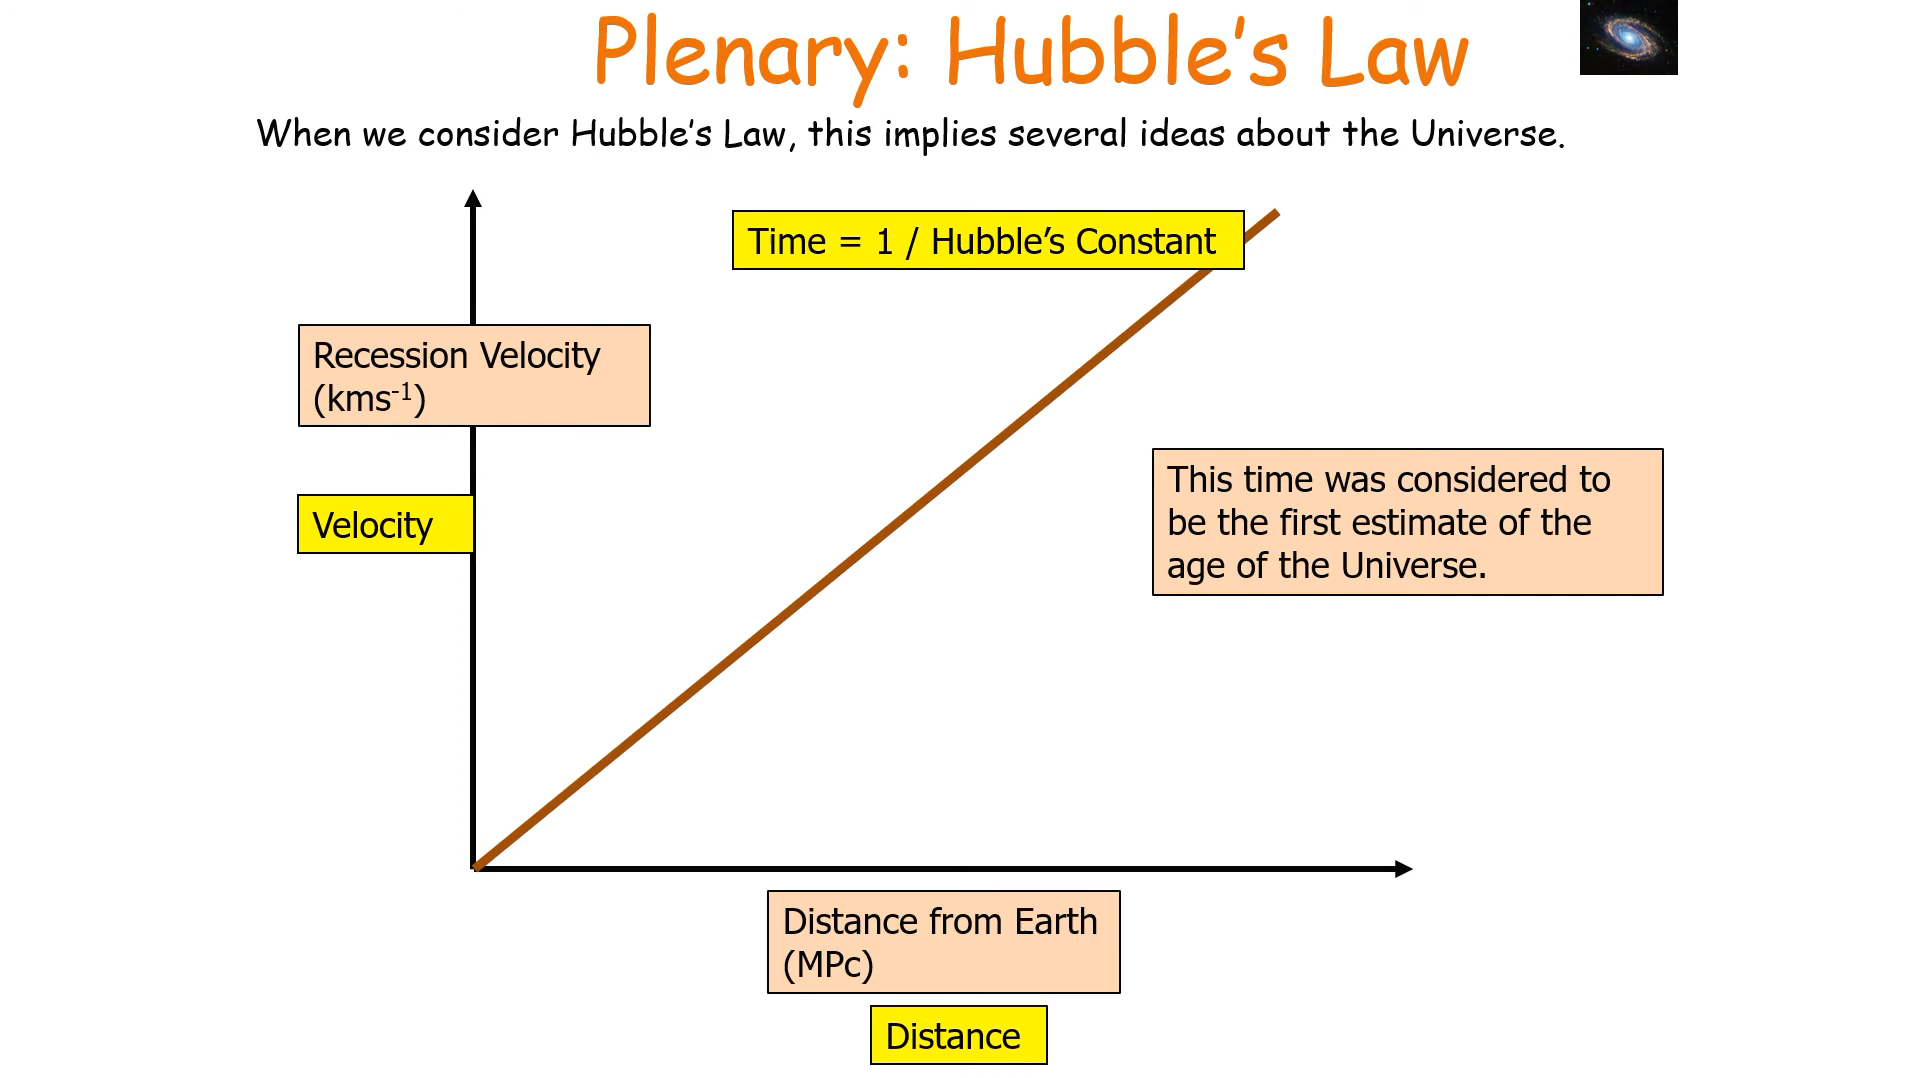 Plenary: Hubble’s Law
When we consider Hubble’s Law, this implies several ideas about the Universe.
Time = 1 / Hubble’s Constant
Recession Velocity
(kms⁻¹)
Velocity
This time was considered to
be the first estimate of the
age of the Universe.
Distance from Earth
(MPc)
Distance